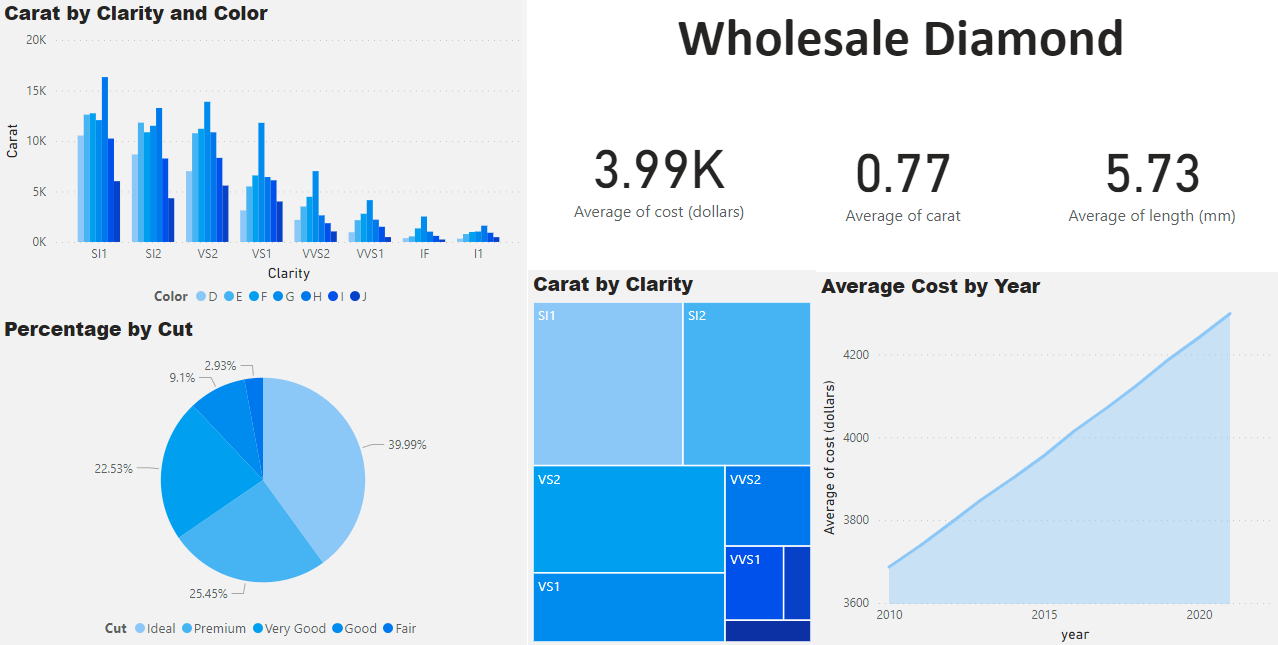 Carat by Clarity and Color
20K
15K
10K
5K
0K
Carat
SI1 SI2 VS2 VS1 VVS2 VVS1 IF I1
Clarity
Color D E F G H I J
Percentage by Cut
2.93%
9.1%
39.99%
22.53%
25.45%
Cut Ideal Premium Very Good Good Fair
Wholesale Diamond
3.99K
Average of cost (dollars)
0.77
Average of carat
5.73
Average of length (mm)
Carat by Clarity
SI1
SI2
VS2
VVS2
VVS1
VS1
Average Cost by Year
4200
4000
3800
3600
Average of cost (dollars)
2010 2015 2020
year